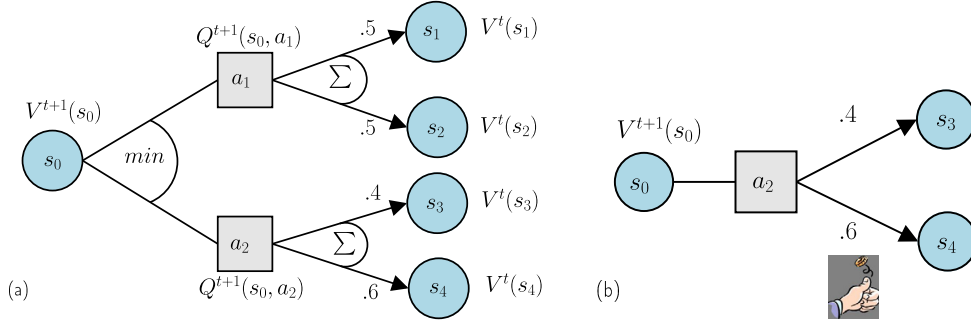 Q^{t+1}(s_0, a_1)
.5
s_1
V^t(s_1)
a_1
Σ
V^{t+1}(s_0)
.5
s_2
V^t(s_2)
s_0
min
.4
s_3
V^t(s_3)
a_2
Σ
Q^{t+1}(s_0, a_2)
.6
s_4
V^t(s_4)
(a)
V^{t+1}(s_0)
.4
s_3
s_0
a_2
.6
s_4
(b)